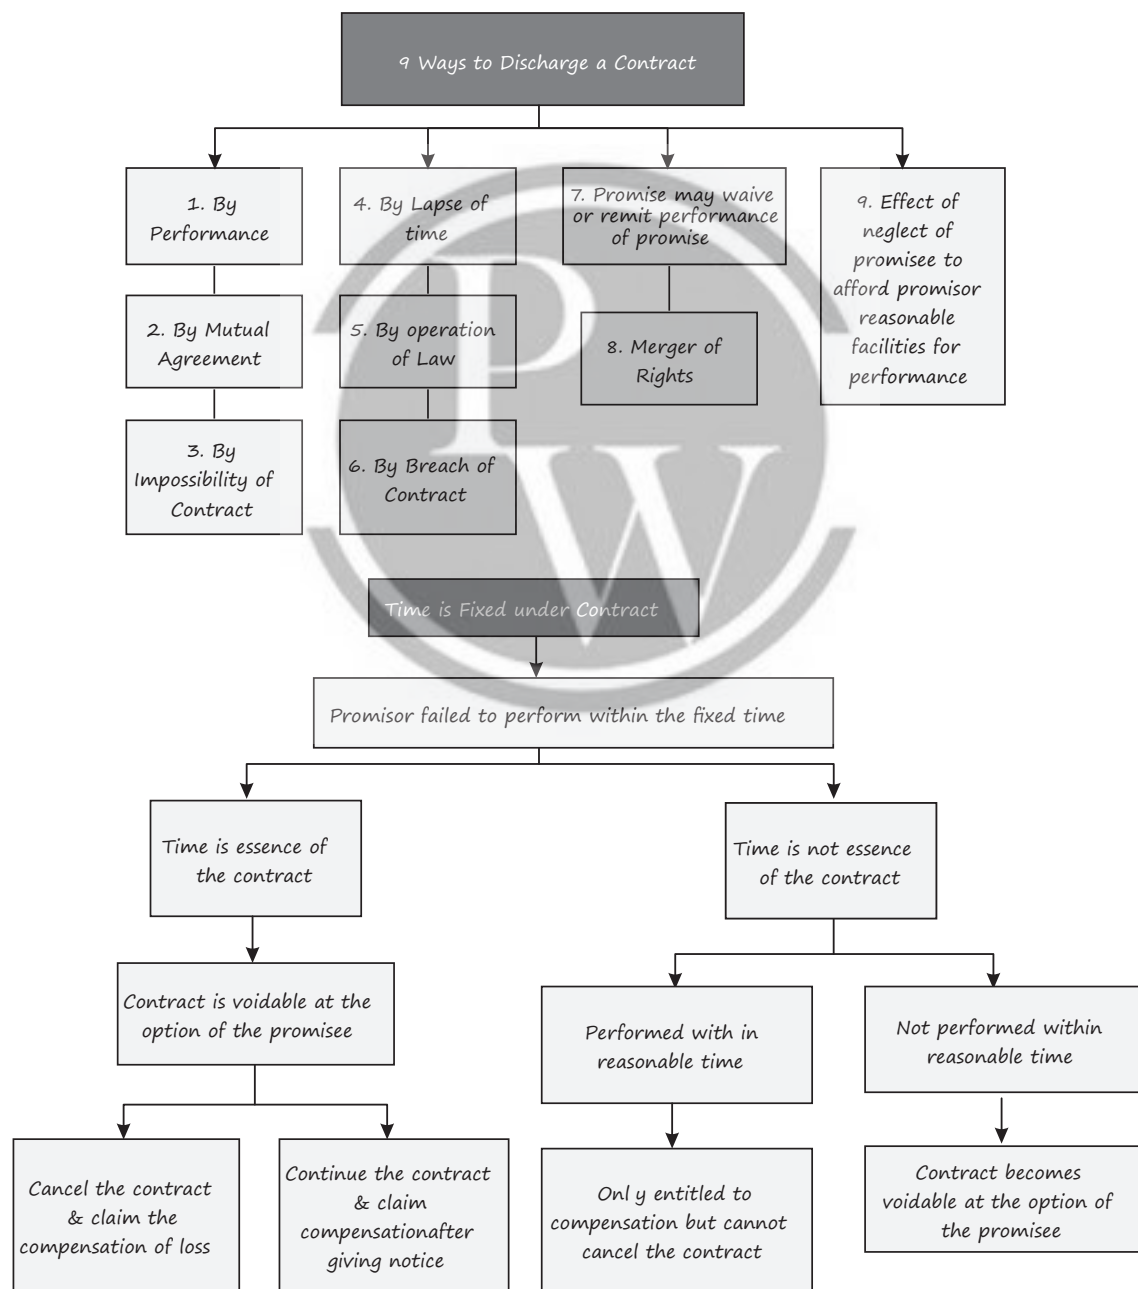 9 Ways to Discharge a Contract
1. By
Performance
2. By Mutual
Agreement
3. By
Impossibility of
Contract
4. By Lapse of
time
5. By operation
of Law
6. By Breach of
Contract
7. Promise may waive
or remit performance
of promise
8. Merger of
Rights
9. Effect of
neglect of
promisee to
afford promisor
reasonable
facilities for
performance
PW
Time is Fixed under Contract
Promisor failed to perform within the fixed time
Time is essence of
the contract
Time is not essence
of the contract
Contract is voidable at the
option of the promisee
Performed with in
reasonable time
Not performed within
reasonable time
Cancel the contract
& claim the
compensation of loss
Continue the contract
& claim
compensationafter
giving notice
Onl y entitled to
compensation but cannot
cancel the contract
Contract becomes
voidable at the option of
the promisee